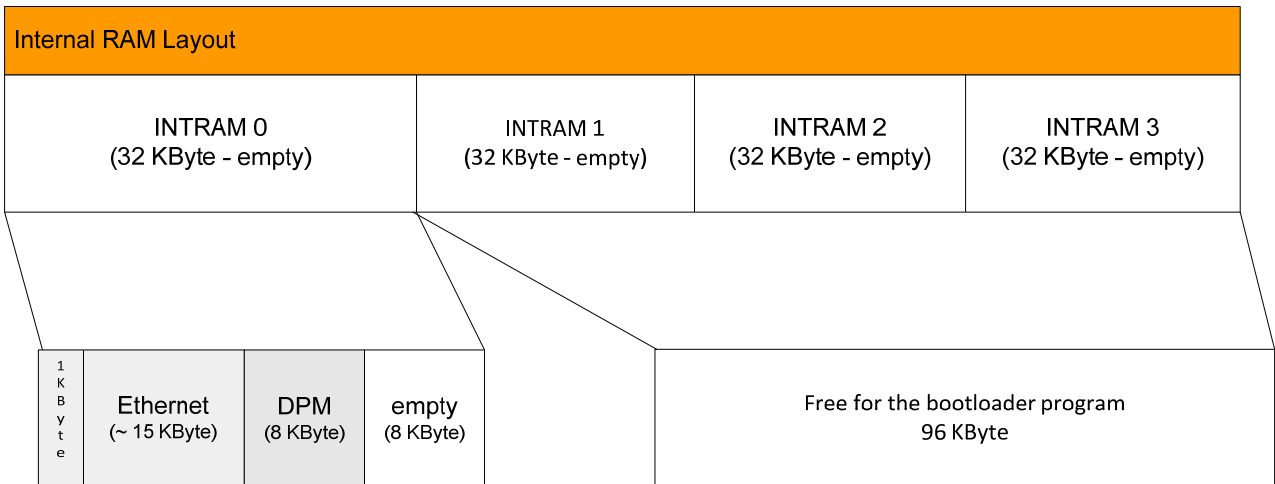 Internal RAM Layout
INTRAM 0
(32 KByte - empty)
INTRAM 1
(32 KByte - empty)
INTRAM 2
(32 KByte - empty)
INTRAM 3
(32 KByte - empty)
1
K
B
y
t
e
Ethernet
(~ 15 KByte)
DPM
(8 KByte)
empty
(8 KByte)
Free for the bootloader program
96 KByte